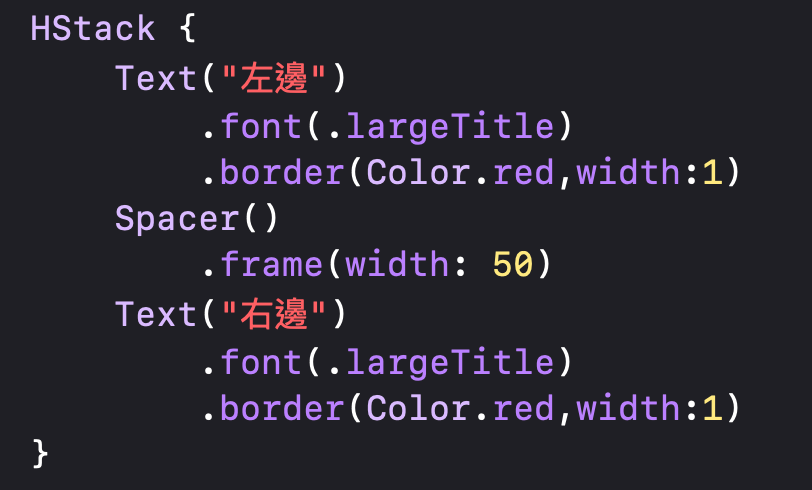 HStack {
Text("左邊")
.font(.largeTitle)
.border(Color.red,width:1)
Spacer()
.frame(width: 50)
Text("右邊")
.font(.largeTitle)
.border(Color.red,width:1)
}